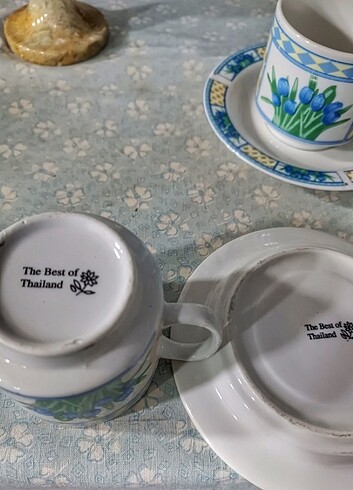 The Best of
Thailand
The Best of
Thailand